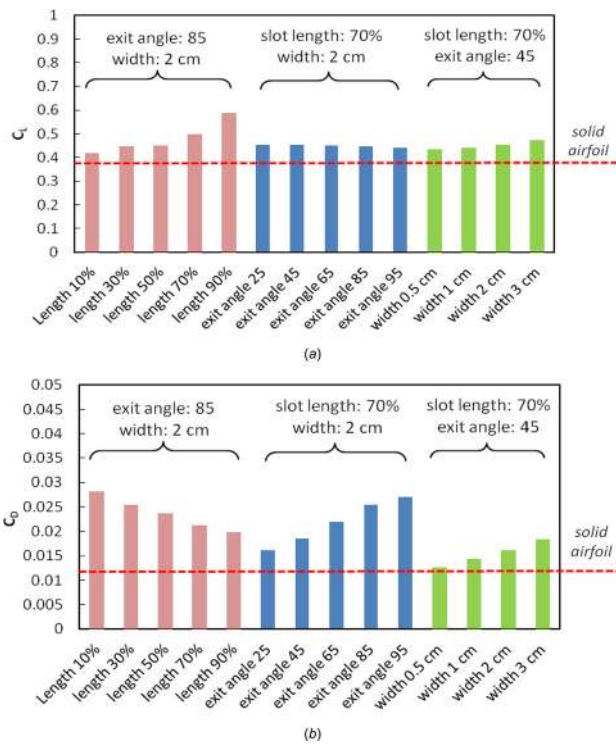 1
0.9
0.8
0.7
0.6
0.5
0.4
0.3
0.2
0.1
0
CL
exit angle: 85
width: 2 cm
slot length: 70%
width: 2 cm
slot length: 70%
exit angle: 45
solid
airfoil
Length 10%
length 30%
length 50%
length 70%
length 90%
exit angle 25
exit angle 45
exit angle 65
exit angle 85
exit angle 95
width 0.5 cm
width 1 cm
width 2 cm
width 3 cm
(a)
0.05
0.045
0.04
0.035
0.03
0.025
0.02
0.015
0.01
0.005
0
CD
exit angle: 85
width: 2 cm
slot length: 70%
width: 2 cm
slot length: 70%
exit angle: 45
solid
airfoil
Length 10%
length 30%
length 50%
length 70%
length 90%
exit angle 25
exit angle 45
exit angle 65
exit angle 85
exit angle 95
width 0.5 cm
width 1 cm
width 2 cm
width 3 cm
(b)